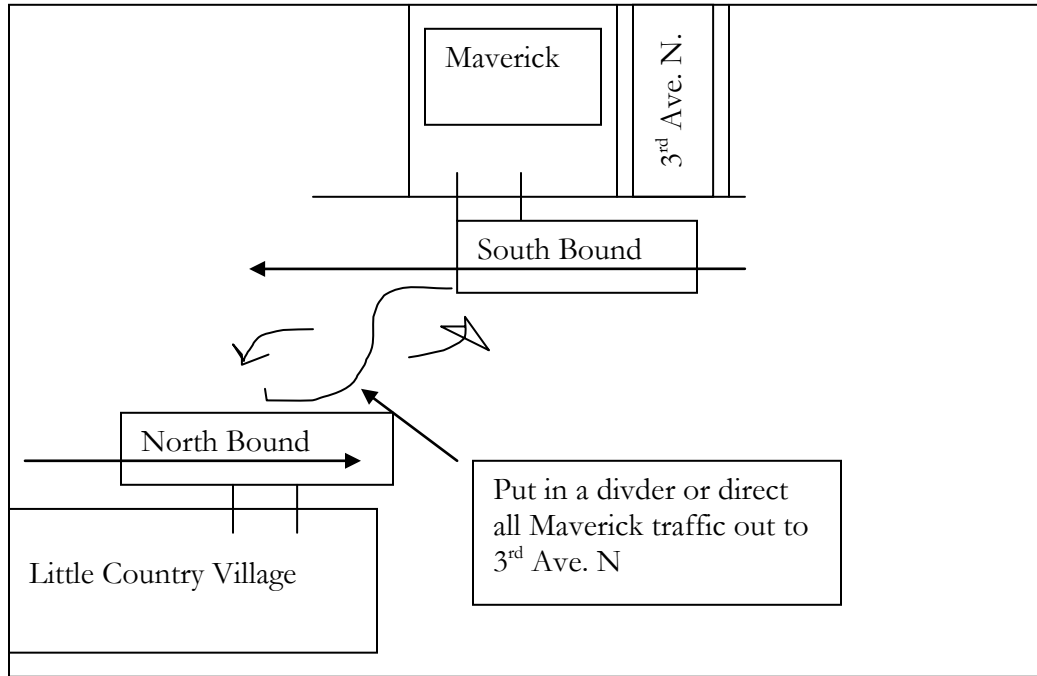 Maverick
3rd Ave. N.
South Bound
North Bound
Put in a divder or direct
all Maverick traffic out to
3rd Ave. N
Little Country Village